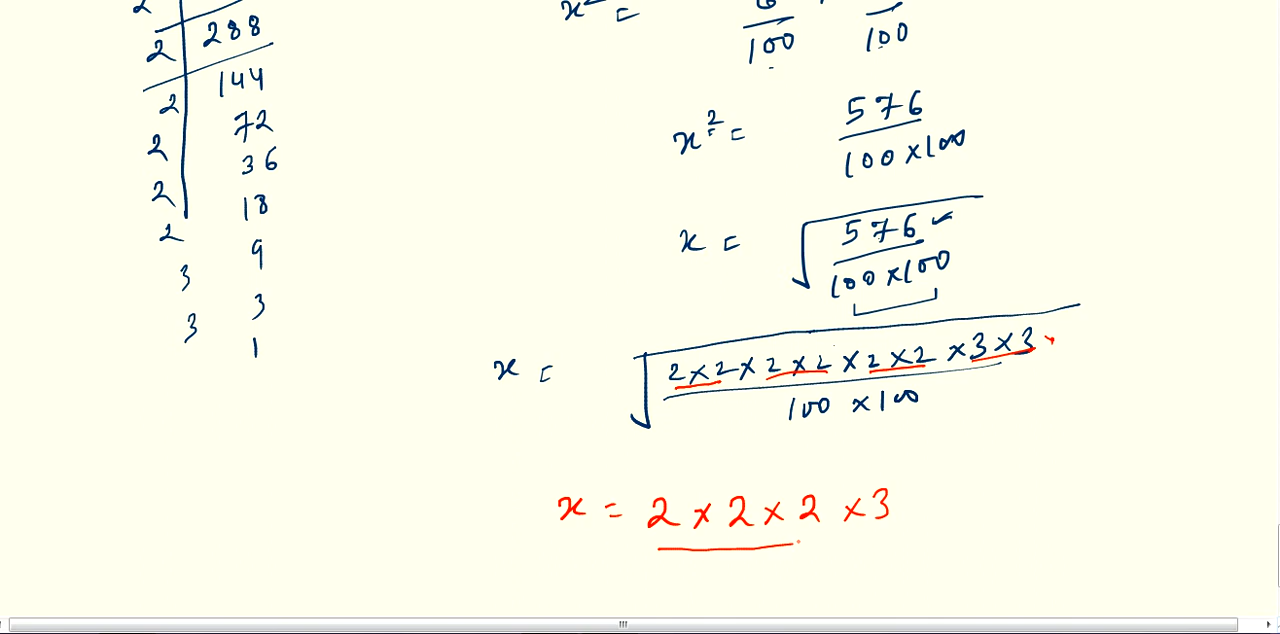 2
2 288
2 144
2 72
2 36
2 18
3 9
3 3
1
x² =
6/100 /100
x² = 576/(100×100)
x = √(576/(100×100))
x = √((2×2×2×2×2×2×3×3)/(100×100))
x = 2×2×2×3